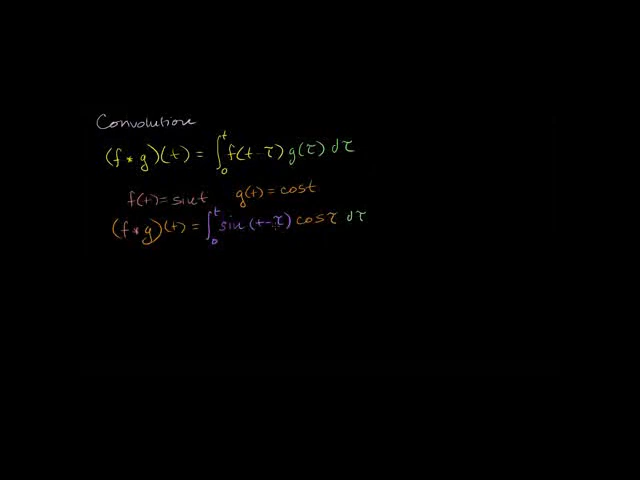 Convolution
(f * g)(t) = ∫₀ᵗ f(t-τ) g(τ) dτ
f(t) = sin t g(t) = cos t
(f * g)(t) = ∫₀ᵗ sin(t-τ) cos τ dτ